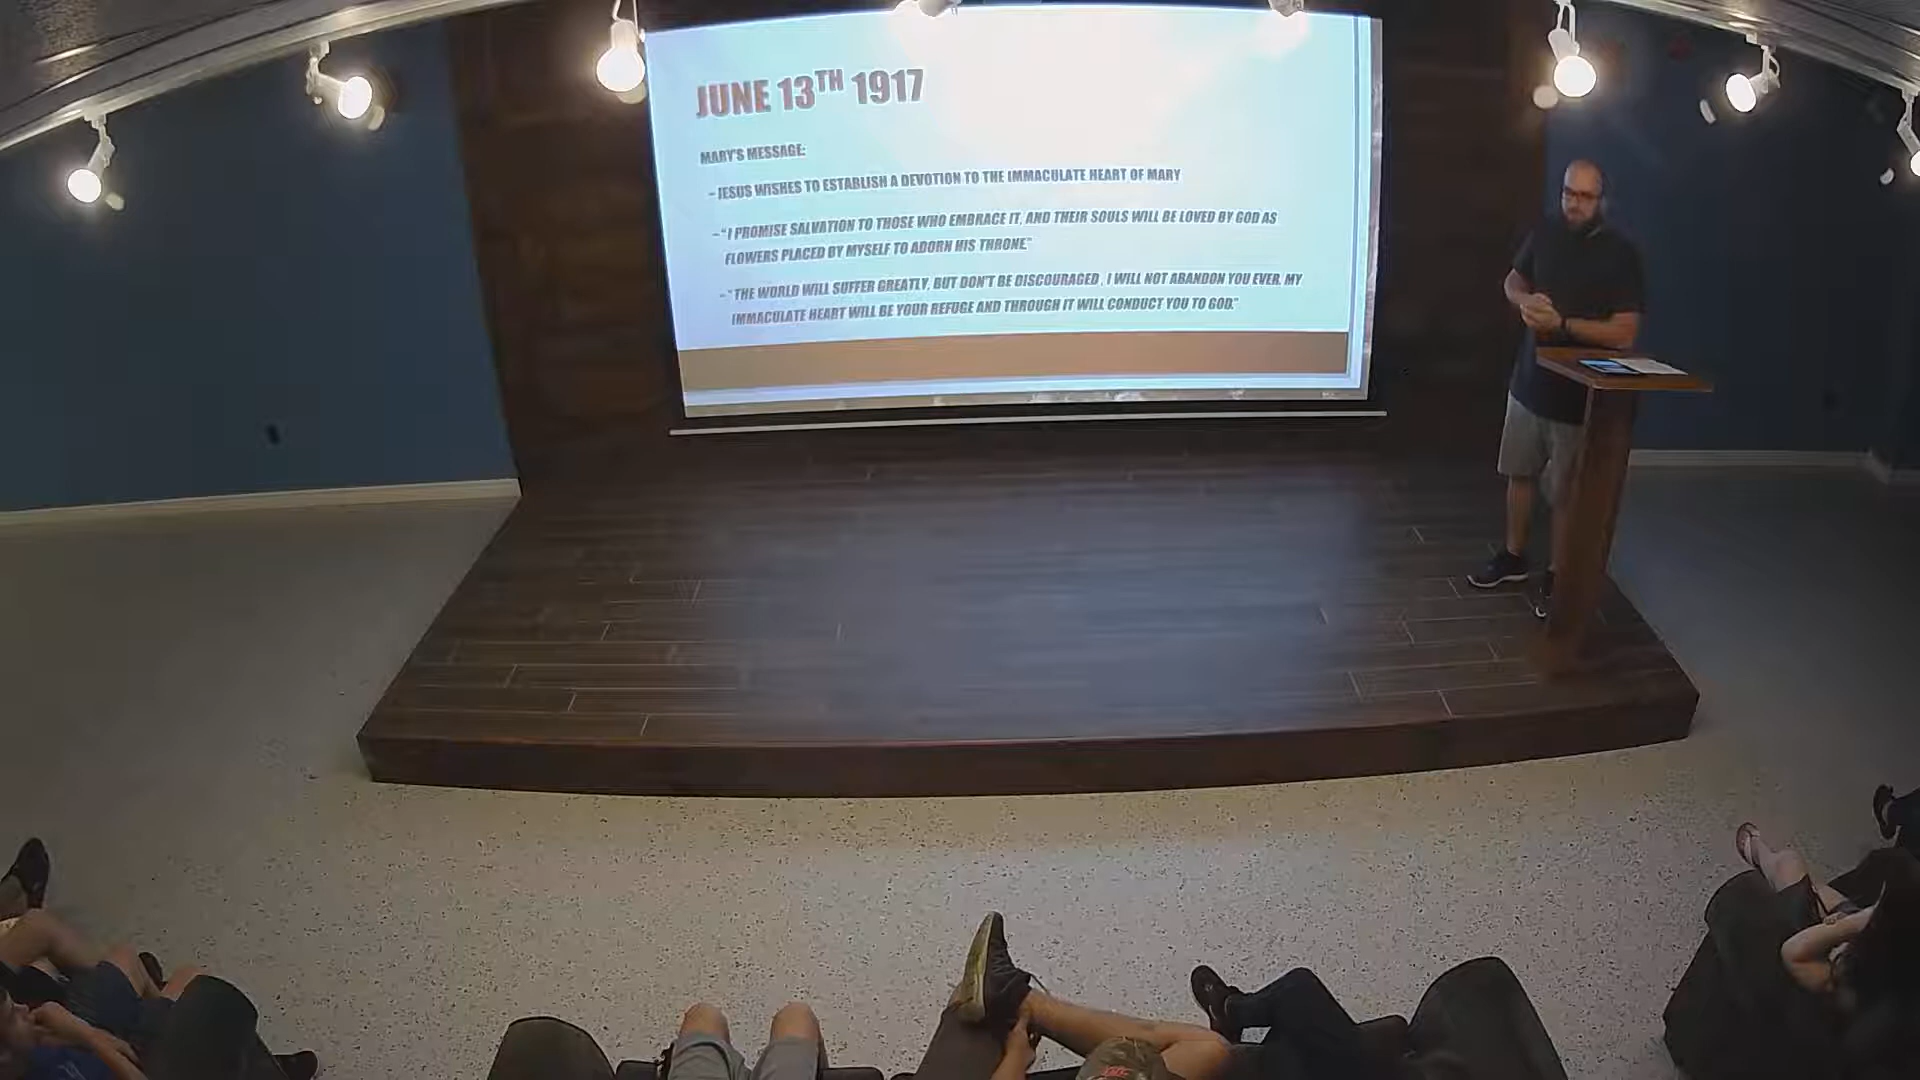 JUNE 13TH 1917
MARY'S MESSAGE:
– JESUS WISHES TO ESTABLISH A DEVOTION TO THE IMMACULATE HEART OF MARY
– "I PROMISE SALVATION TO THOSE WHO EMBRACE IT, AND THEIR SOULS WILL BE LOVED BY GOD AS
FLOWERS PLACED BY MYSELF TO ADORN HIS THRONE."
– "THE WORLD WILL SUFFER GREATLY, BUT DON'T BE DISCOURAGED , I WILL NOT ABANDON YOU EVER, MY
IMMACULATE HEART WILL BE YOUR REFUGE AND THROUGH IT WILL CONDUCT YOU TO GOD."